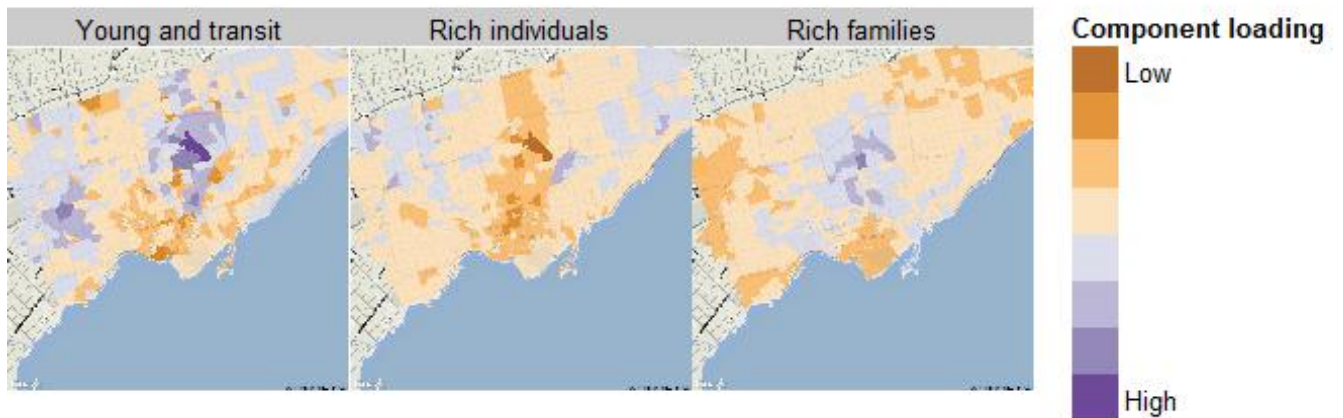 Young and transit
Rich individuals
Rich families
Component loading
Low
High